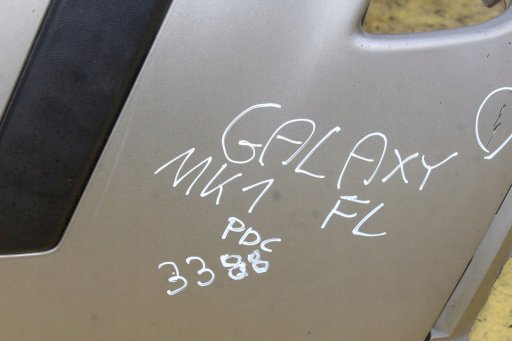 GALAXY
MK1 FL
PDC
3388